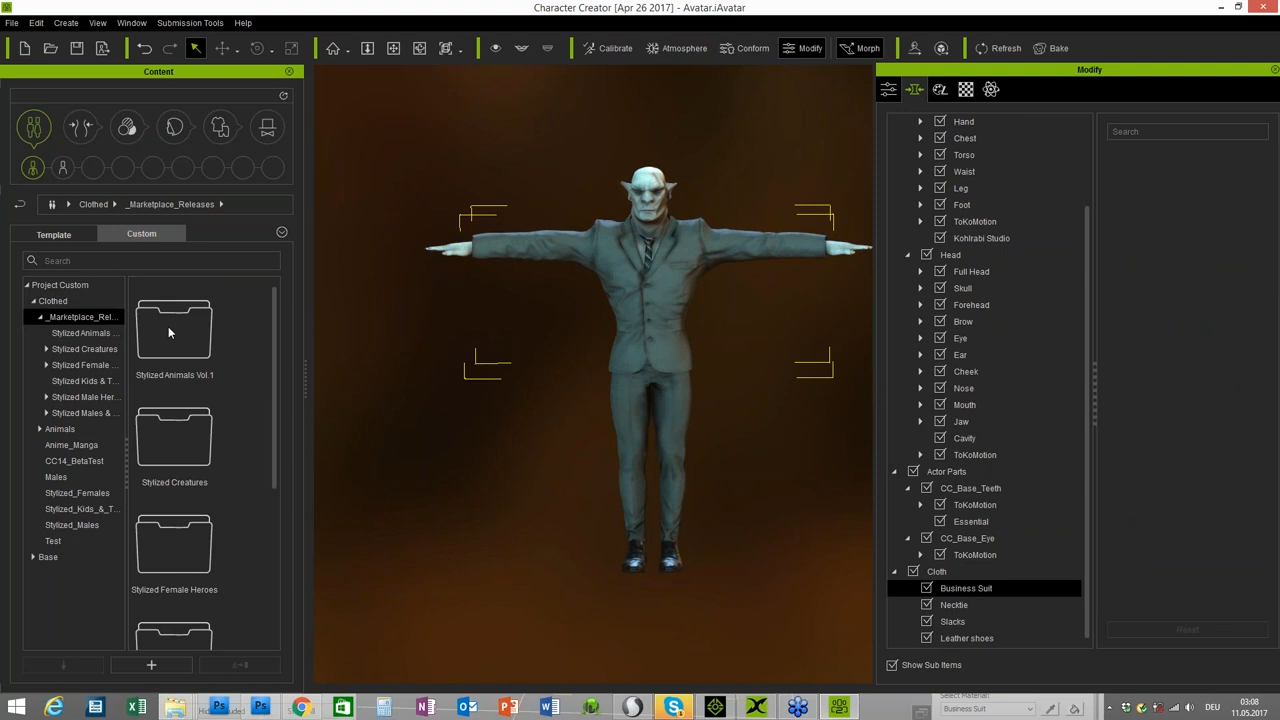 Character Creator [Apr 26 2017] - Avatar.iAvatar
File Edit Create View Window Submission Tools Help
Calibrate Atmosphere Conform Modify Morph Refresh Bake
Content
Clothed _Marketplace_Releases
Template Custom
Search
Project Custom
Clothed
_Marketplace_Rel...
Stylized Animals ...
Stylized Creatures
Stylized Female ...
Stylized Kids & T...
Stylized Male Her...
Stylized Males & ...
Animals
Anime_Manga
CC14_BetaTest
Males
Stylized_Females
Stylized_Kids_&_T...
Stylized_Males
Test
Base
Stylized Animals Vol.1
Stylized Creatures
Stylized Female Heroes
Modify
Search
Hand
Chest
Torso
Waist
Leg
Foot
ToKoMotion
Kohlrabi Studio
Head
Full Head
Skull
Forehead
Brow
Eye
Ear
Cheek
Nose
Mouth
Jaw
Cavity
ToKoMotion
Actor Parts
CC_Base_Teeth
ToKoMotion
Essential
CC_Base_Eye
ToKoMotion
Cloth
Business Suit
Necktie
Slacks
Leather shoes
Reset
Show Sub Items
Select Material:
Business Suit
DEU
03:08
11.05.2017